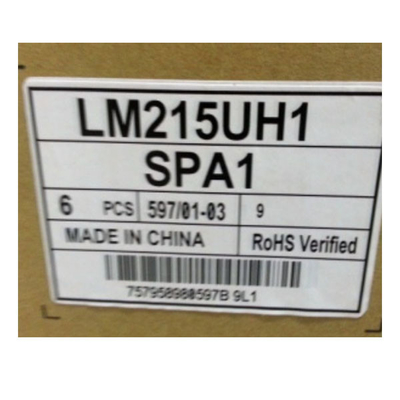 LM215UH1
SPA1
6 PCS 597/01-03 9
MADE IN CHINA RoHS Verified
757958980597B 9L1